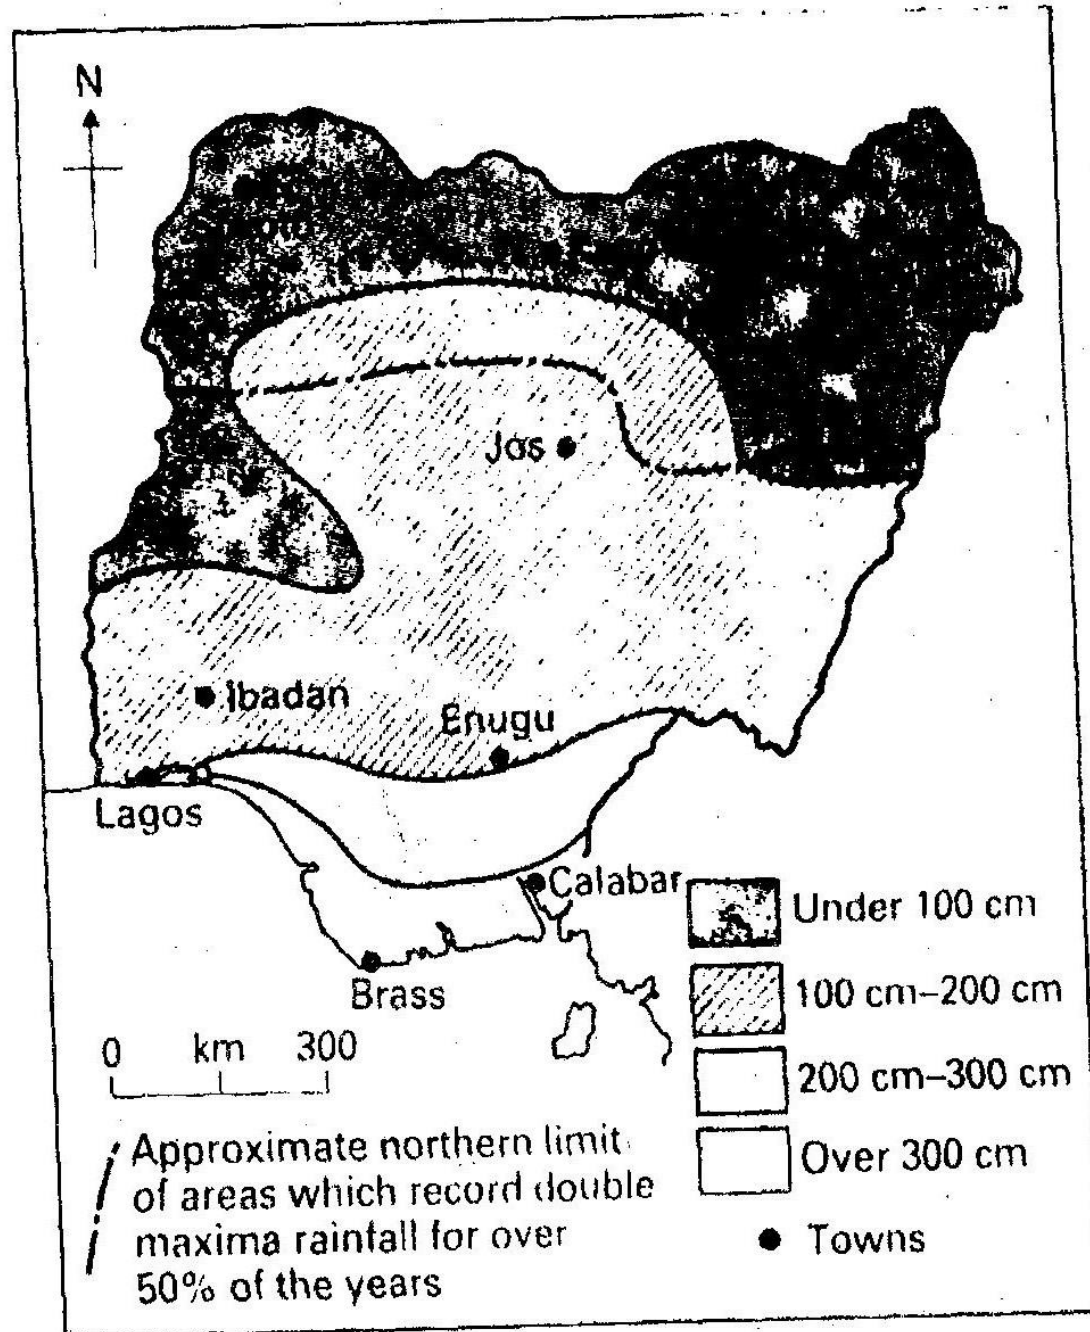 N
Jos
Ibadan
Enugu
Lagos
Calabar
Brass
0 km 300
Under 100 cm
100 cm–200 cm
200 cm–300 cm
Over 300 cm
Towns
Approximate northern limit
of areas which record double
maxima rainfall for over
50% of the years